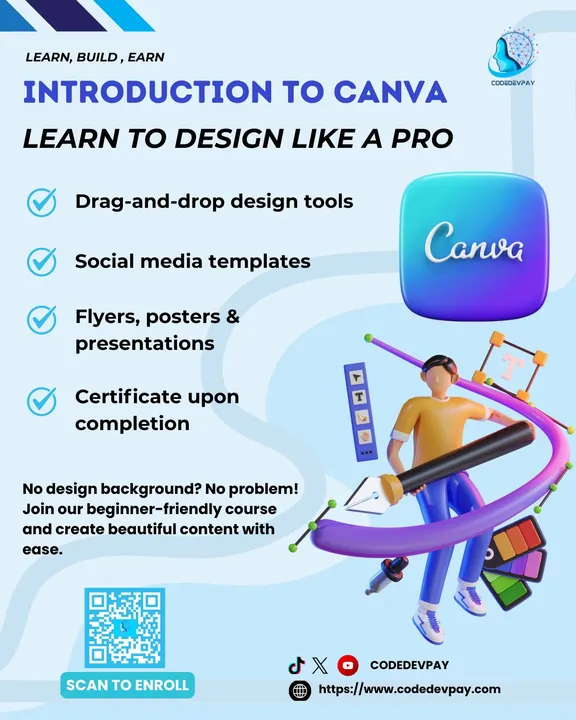 LEARN, BUILD , EARN
CODEDEVPAY
INTRODUCTION TO CANVA
LEARN TO DESIGN LIKE A PRO
Drag-and-drop design tools
Social media templates
Flyers, posters &
presentations
Certificate upon
completion
Canva
T
T
No design background? No problem!
Join our beginner-friendly course
and create beautiful content with
ease.
SCAN TO ENROLL
CODEDEVPAY
https://www.codedevpay.com